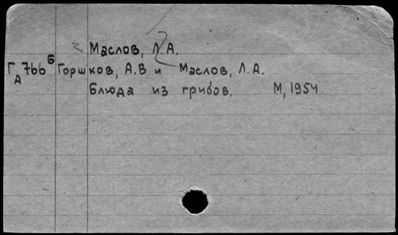 Маслов, Л.А.
Г 766 Горшков, А.В и Маслов, Л.А.
А
Блюда из грибов. М, 1954.